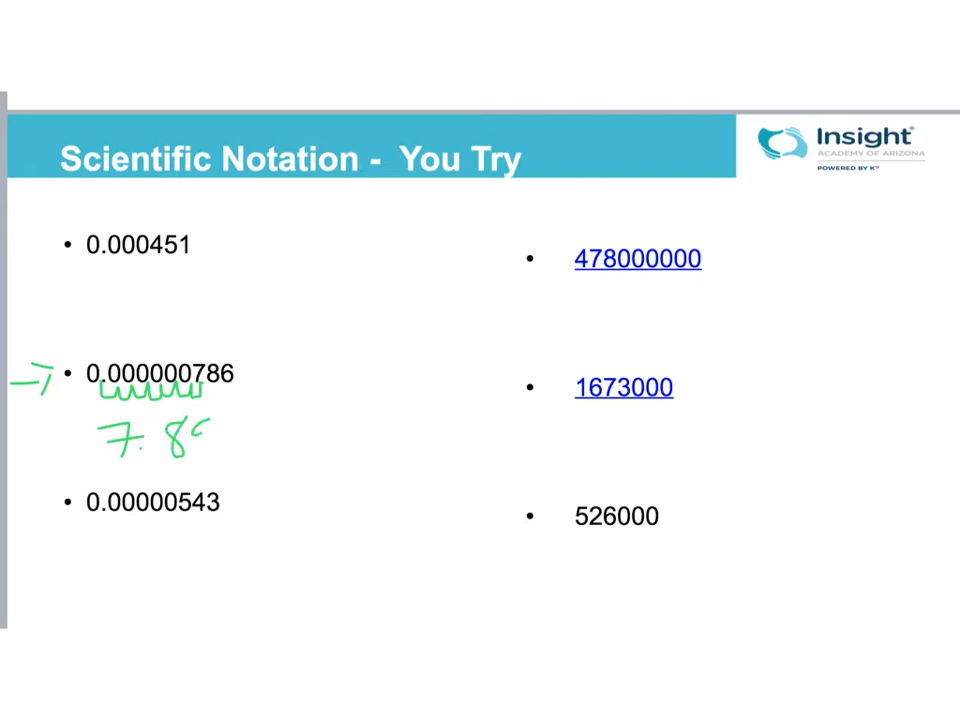 Scientific Notation - You Try
Insight
ACADEMY OF ARIZONA
POWERED BY K¹²
• 0.000451
• 0.000000786
7.8
• 0.00000543
• 478000000
• 1673000
• 526000